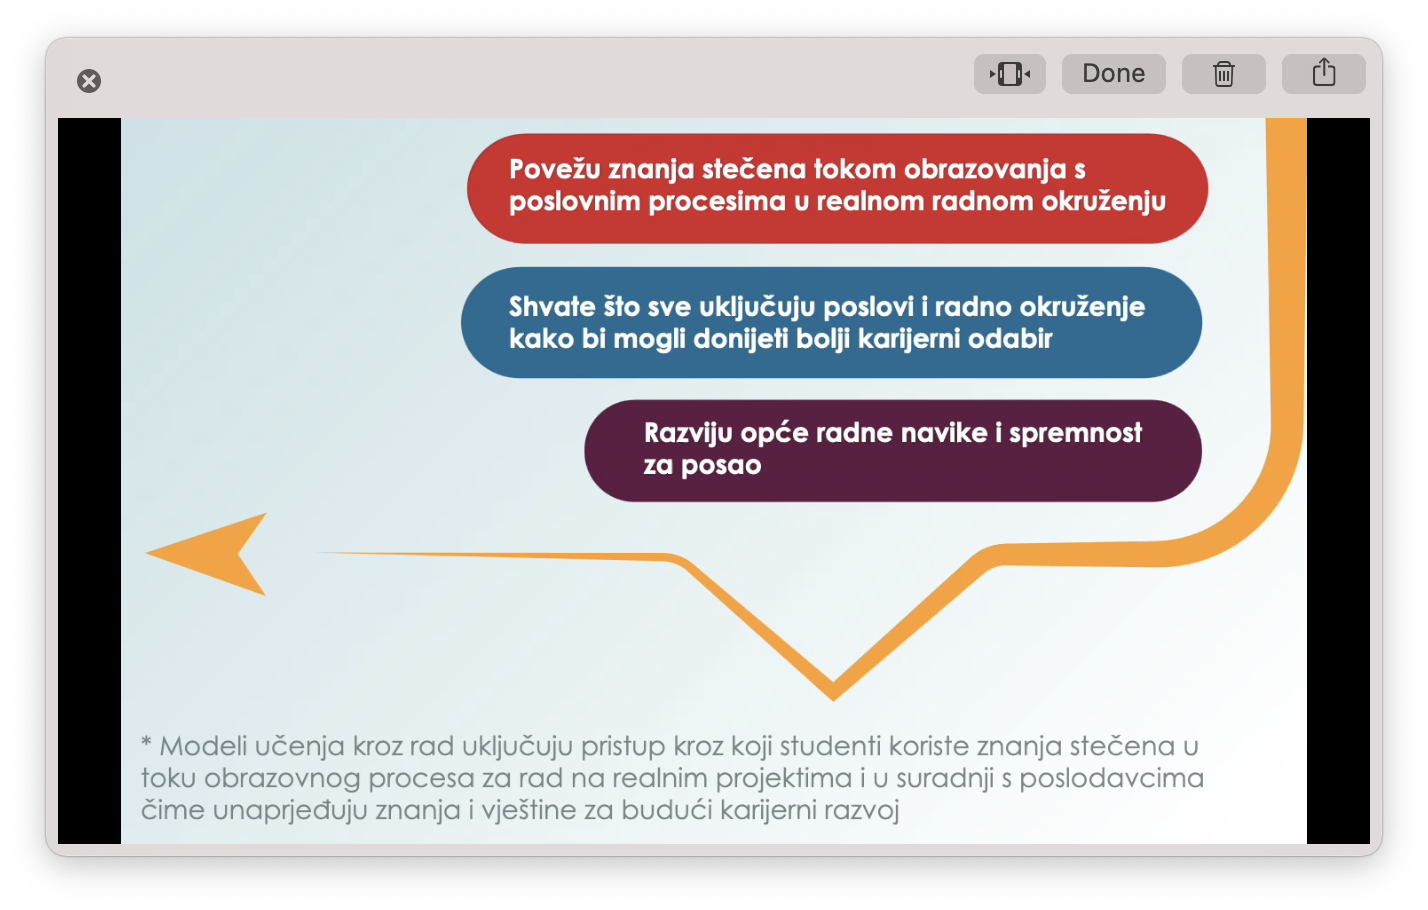 Done
Povežu znanja stečena tokom obrazovanja s
poslovnim procesima u realnom radnom okruženju
Shvate što sve uključuju poslovi i radno okruženje
kako bi mogli donijeti bolji karijerni odabir
Razviju opće radne navike i spremnost
za posao
* Modeli učenja kroz rad uključuju pristup kroz koji studenti koriste znanja stečena u
toku obrazovnog procesa za rad na realnim projektima i u suradnji s poslodavcima
čime unaprjeđuju znanja i vještine za budući karijerni razvoj